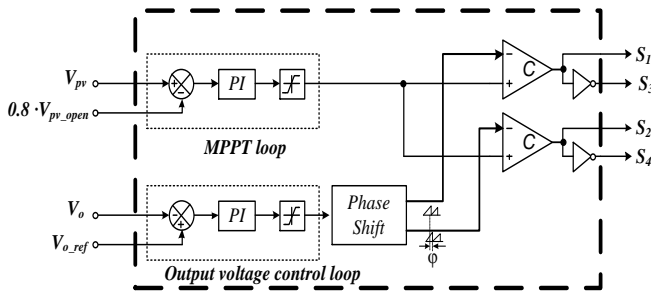 V_pv
0.8 ·V_pv_open
PI
MPPT loop
C
S_1
S_3
C
S_2
S_4
V_o
V_o_ref
PI
Phase
Shift
φ
Output voltage control loop